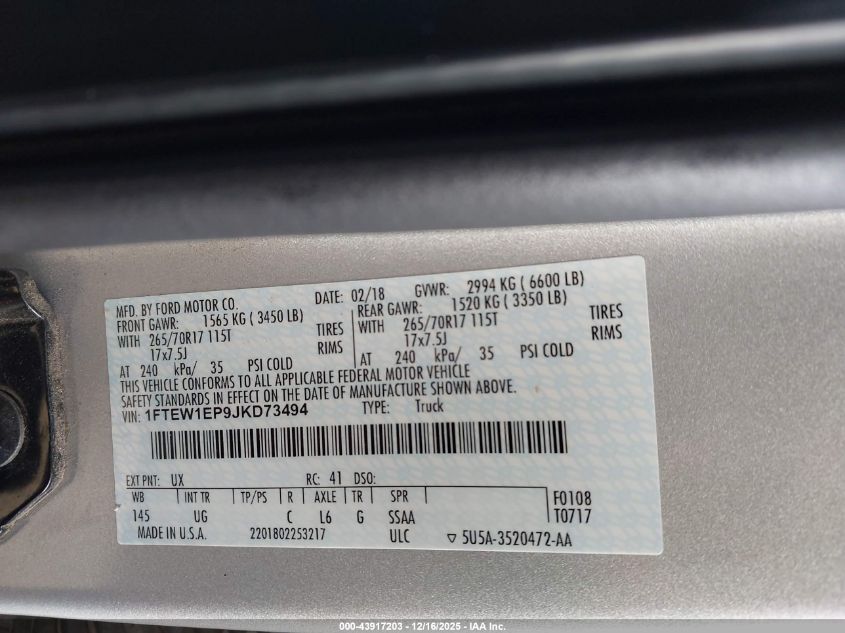 MFD. BY FORD MOTOR CO. DATE: 02/18 GVWR: 2994 KG ( 6600 LB)
FRONT GAWR: 1565 KG ( 3450 LB) REAR GAWR: 1520 KG ( 3350 LB)
WITH 265/70R17 115T TIRES WITH 265/70R17 115T TIRES
17x7.5J RIMS 17x7.5J RIMS
AT 240 kPa/ 35 PSI COLD AT 240 kPa/ 35 PSI COLD
THIS VEHICLE CONFORMS TO ALL APPLICABLE FEDERAL MOTOR VEHICLE
SAFETY STANDARDS IN EFFECT ON THE DATE OF MANUFACTURE SHOWN ABOVE.
VIN: 1FTEW1EP9JKD73494 TYPE: Truck
EXT PNT: UX RC: 41 DSO:
WB INT TR TP/PS R AXLE TR SPR F0108
145 UG C L6 G SSAA T0717
MADE IN U.S.A. 2201802253217 ULC ▽ 5U5A-3520472-AA
000-43917203 - 12/16/2025 - IAA Inc.